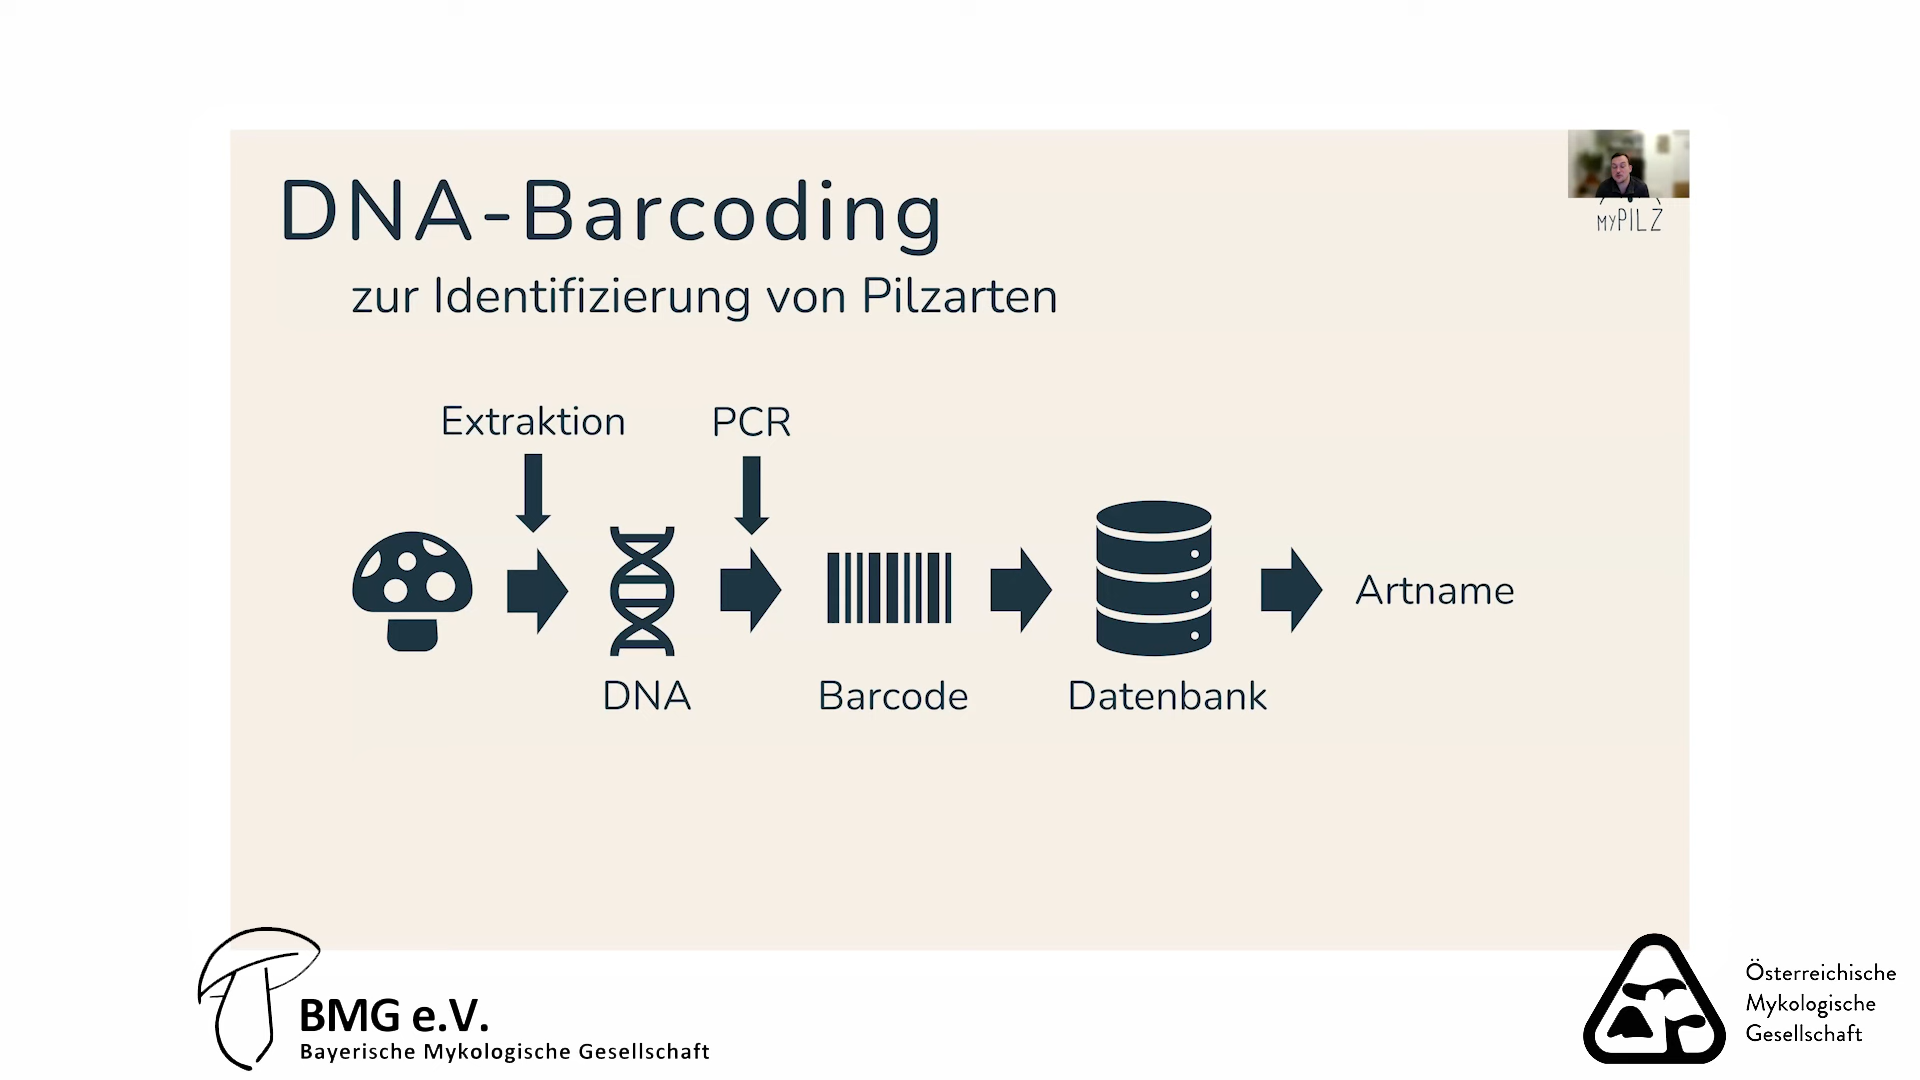 DNA-Barcoding
zur Identifizierung von Pilzarten
myPILZ
Extraktion
PCR
Artname
DNA
Barcode
Datenbank
BMG e.V.
Bayerische Mykologische Gesellschaft
Österreichische
Mykologische
Gesellschaft